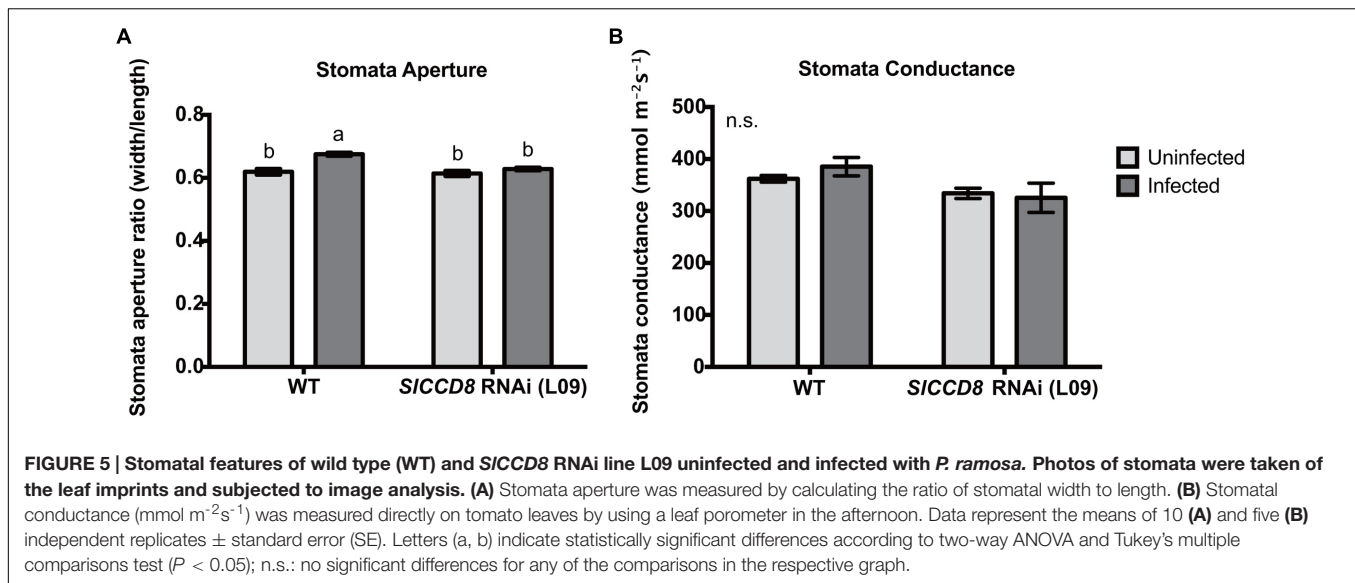 A
Stomata Aperture
Stomata aperture ratio (width/length)
0.8
0.6
0.4
0.2
0.0
b
a
b
b
WT
SlCCD8 RNAi (L09)
B
Stomata Conductance
Stomata conductance (mmol m⁻²s⁻¹)
500
400
300
200
100
0
n.s.
WT
SlCCD8 RNAi (L09)
Uninfected
Infected
FIGURE 5 | Stomatal features of wild type (WT) and SlCCD8 RNAi line L09 uninfected and infected with P. ramosa. Photos of stomata were taken of
the leaf imprints and subjected to image analysis. (A) Stomata aperture was measured by calculating the ratio of stomatal width to length. (B) Stomatal
conductance (mmol m⁻²s⁻¹) was measured directly on tomato leaves by using a leaf porometer in the afternoon. Data represent the means of 10 (A) and five (B)
independent replicates ± standard error (SE). Letters (a, b) indicate statistically significant differences according to two-way ANOVA and Tukey's multiple
comparisons test (P < 0.05); n.s.: no significant differences for any of the comparisons in the respective graph.